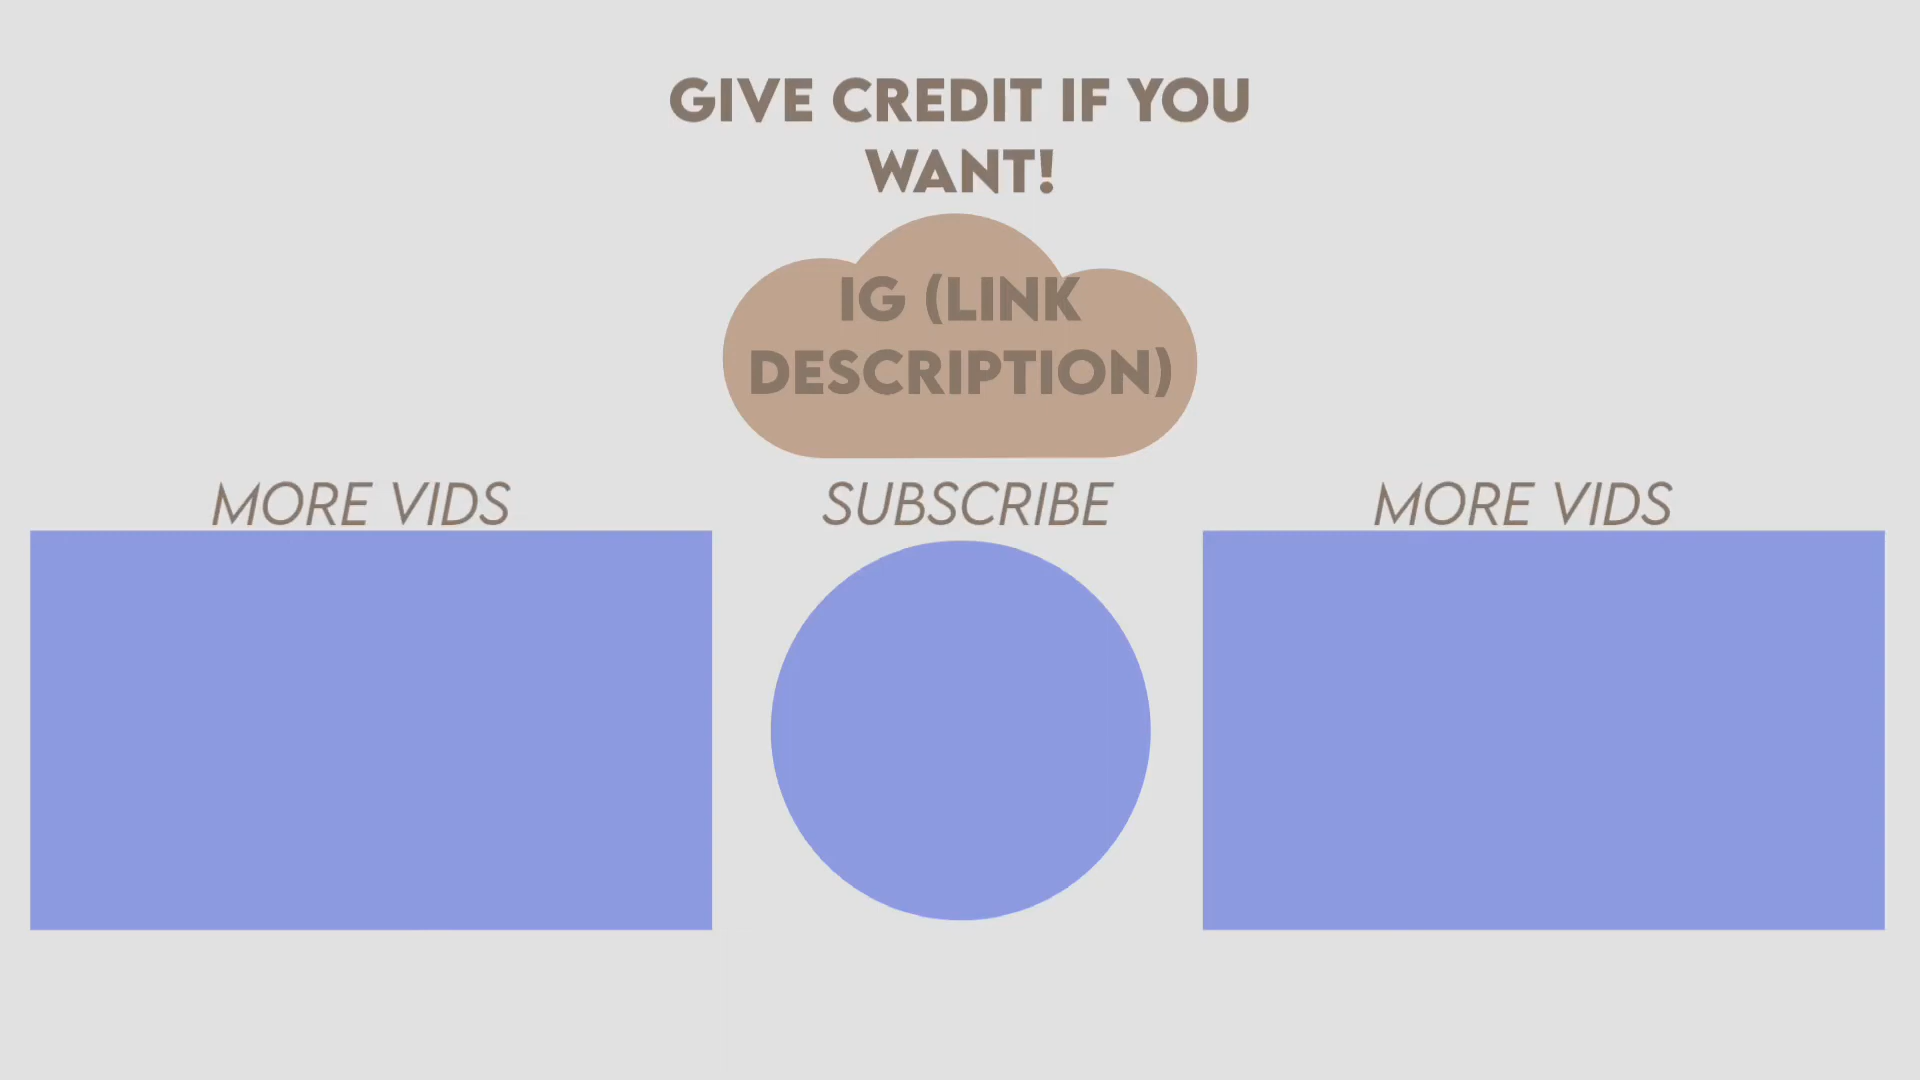 GIVE CREDIT IF YOU
WANT!
IG (LINK
DESCRIPTION)
MORE VIDS
SUBSCRIBE
MORE VIDS